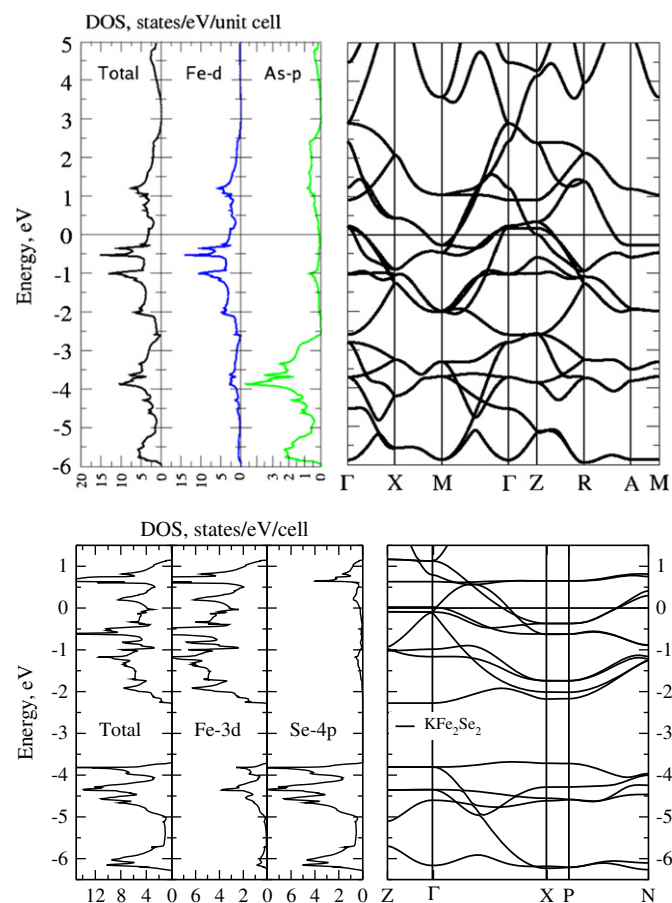 DOS, states/eV/unit cell
5
4
3
2
1
0
-1
-2
-3
-4
-5
-6
Energy, eV
Total
Fe-d
As-p
20 15 10 5 0
15 10 5 0
3 2 1 0
Γ X M Γ Z R A M
DOS, states/eV/cell
1
0
-1
-2
-3
-4
-5
-6
Energy, eV
Total
Fe-3d
Se-4p
KFe₂Se₂
1
0
-1
-2
-3
-4
-5
-6
12 8 4 0
8 6 4 2 0
8 6 4 2 0
Z Γ X P N